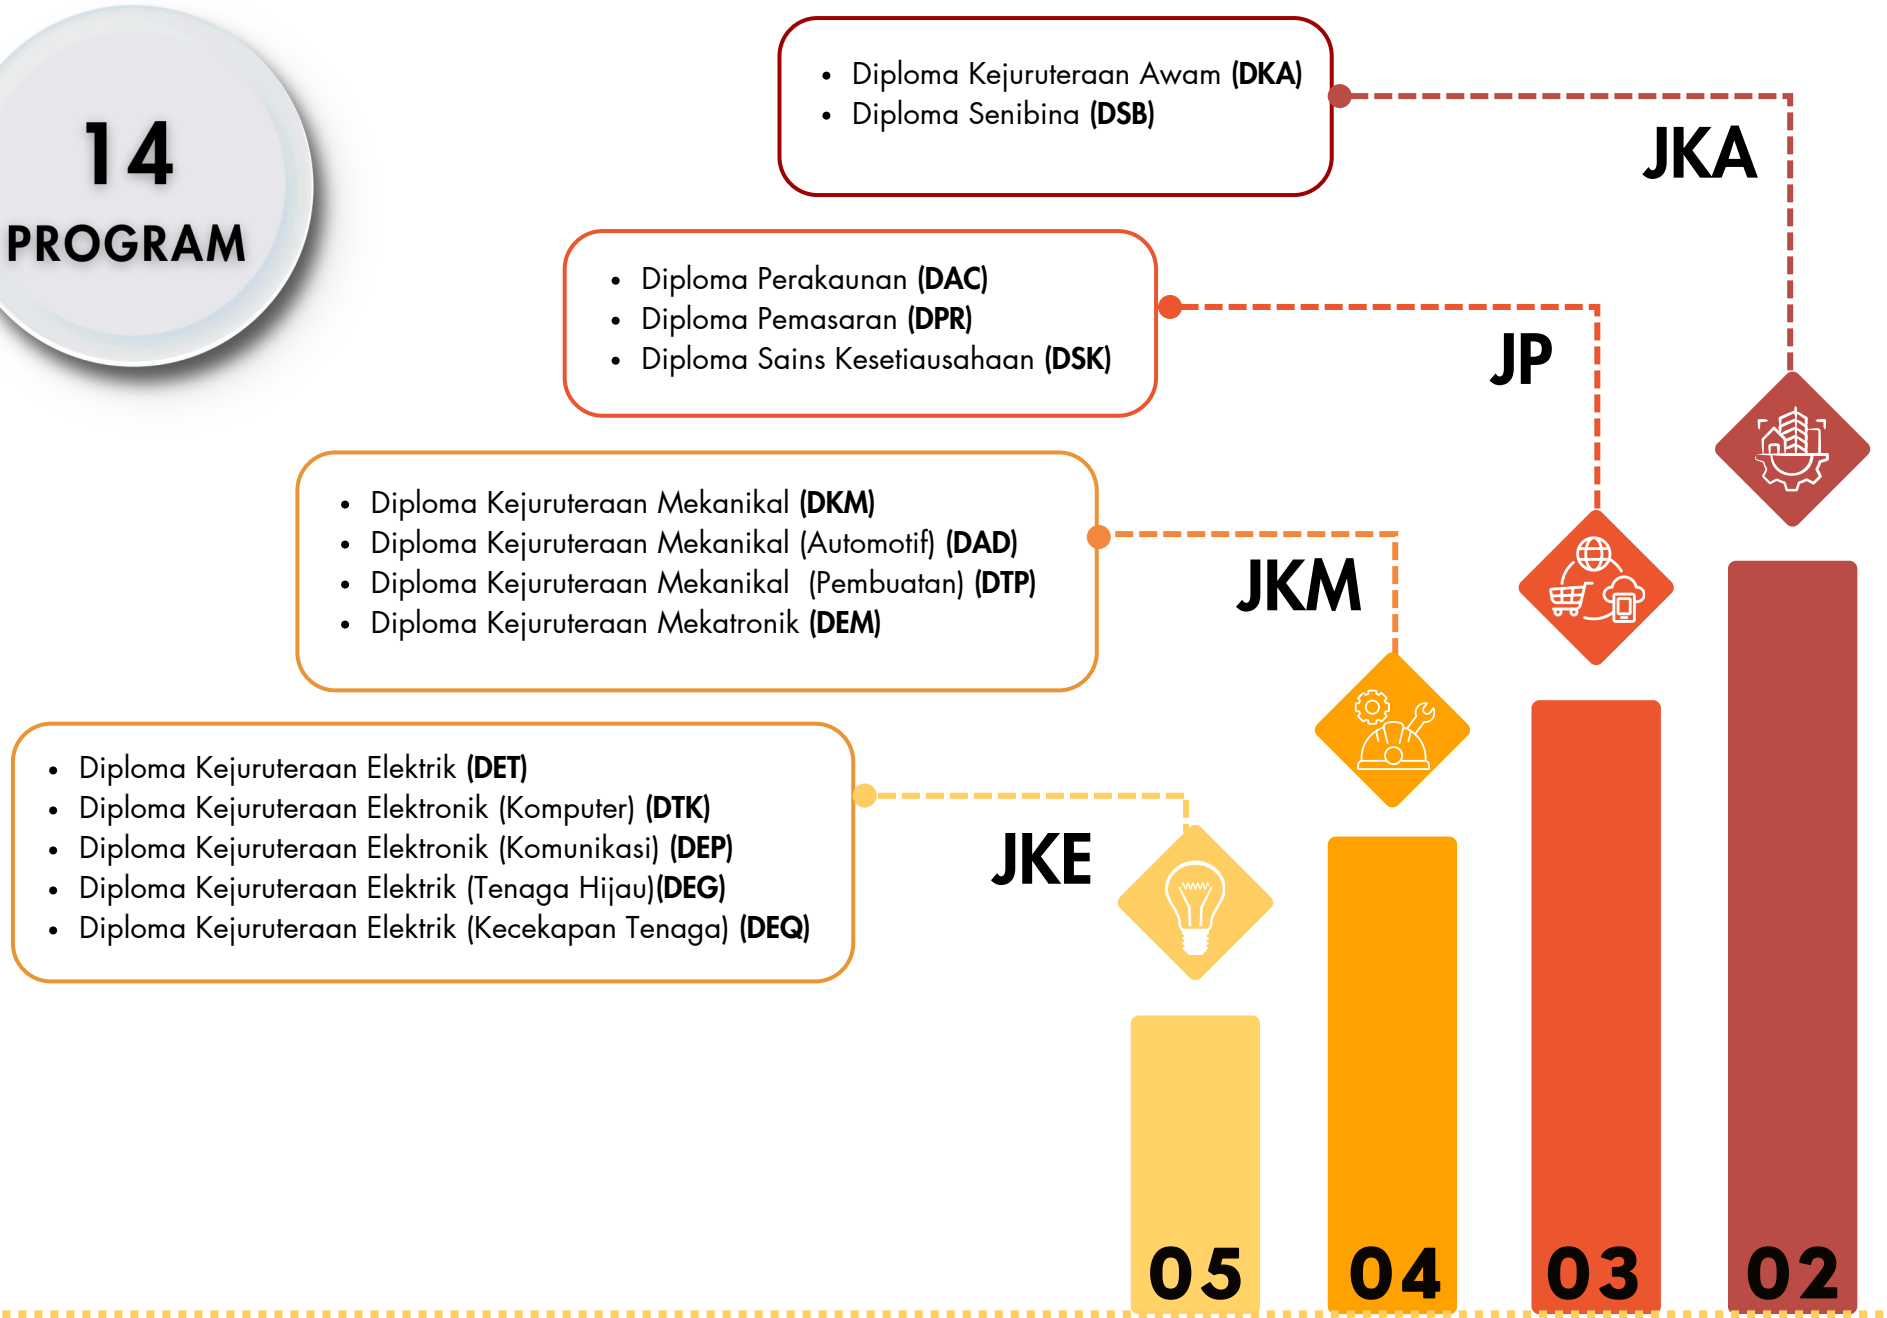 14
PROGRAM
• Diploma Kejuruteraan Awam (DKA)
• Diploma Senibina (DSB)
JKA
• Diploma Perakaunan (DAC)
• Diploma Pemasaran (DPR)
• Diploma Sains Kesetiausahaan (DSK)
JP
• Diploma Kejuruteraan Mekanikal (DKM)
• Diploma Kejuruteraan Mekanikal (Automotif) (DAD)
• Diploma Kejuruteraan Mekanikal (Pembuatan) (DTP)
• Diploma Kejuruteraan Mekatronik (DEM)
JKM
• Diploma Kejuruteraan Elektrik (DET)
• Diploma Kejuruteraan Elektronik (Komputer) (DTK)
• Diploma Kejuruteraan Elektronik (Komunikasi) (DEP)
• Diploma Kejuruteraan Elektrik (Tenaga Hijau)(DEG)
• Diploma Kejuruteraan Elektrik (Kecekapan Tenaga) (DEQ)
JKE
05 04 03 02